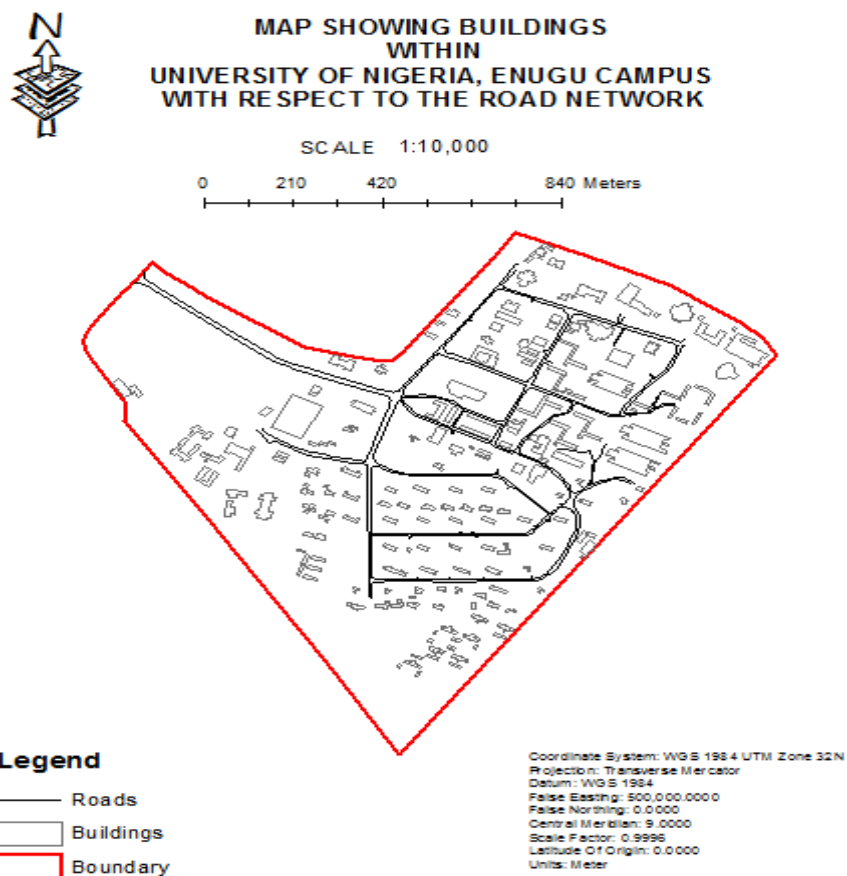 N
MAP SHOWING BUILDINGS
WITHIN
UNIVERSITY OF NIGERIA, ENUGU CAMPUS
WITH RESPECT TO THE ROAD NETWORK
SCALE 1:10,000
0 210 420 840 Meters
Legend
Roads
Buildings
Boundary
Coordinate System: WGS 1984 UTM Zone 32N
Projection: Transverse Mercator
Datum: WGS 1984
False Easting: 500,000.0000
False Northing: 0.0000
Central Meridian: 9.0000
Scale Factor: 0.9996
Latitude Of Origin: 0.0000
Units: Meter